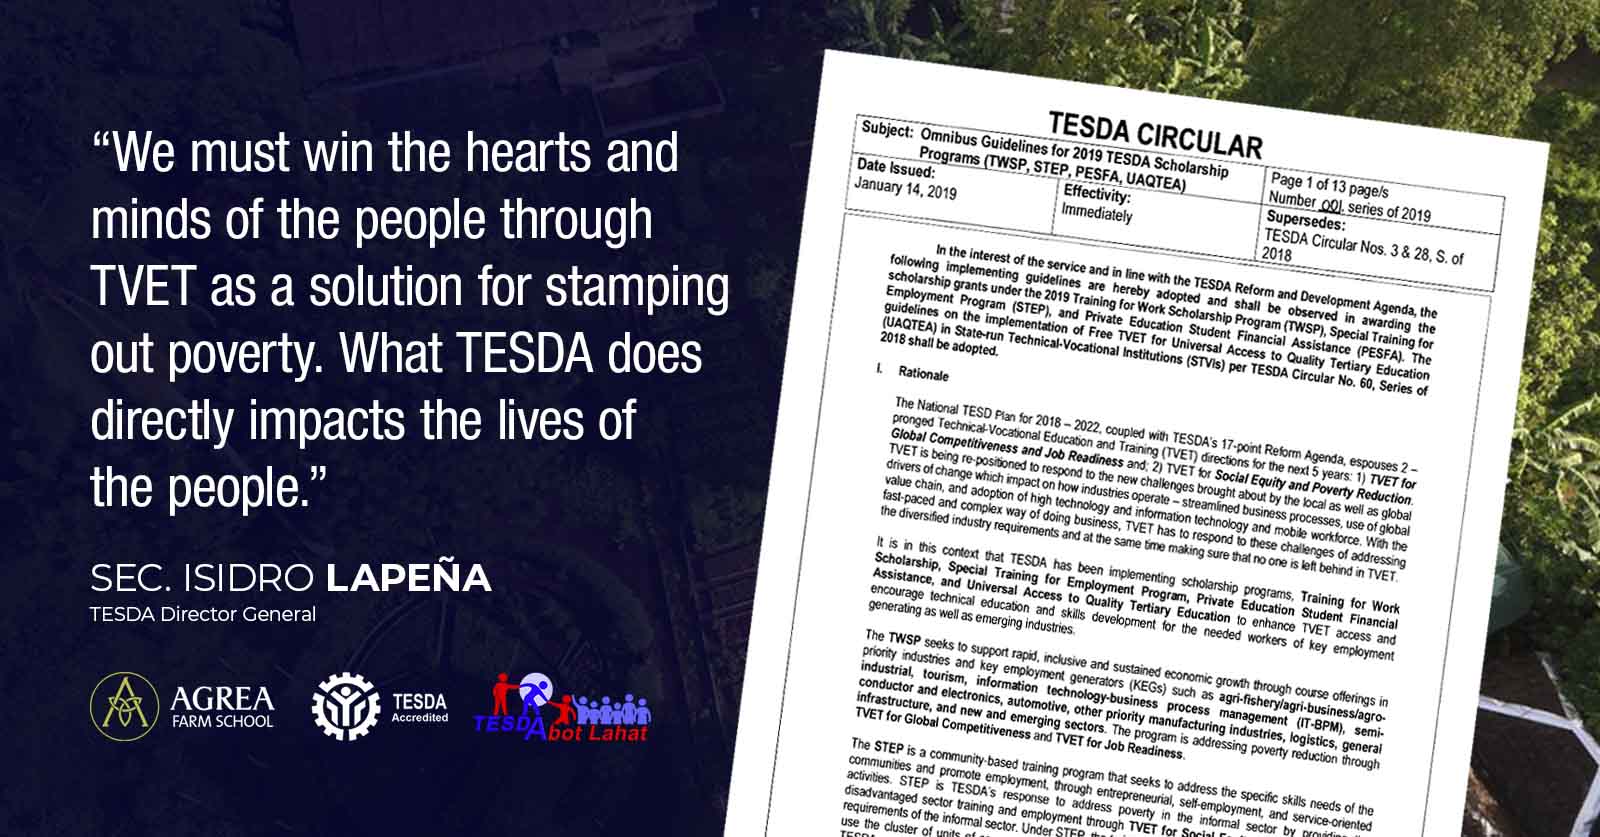 “We must win the hearts and
minds of the people through
TVET as a solution for stamping
out poverty. What TESDA does
directly impacts the lives of
the people.”
SEC. ISIDRO LAPEÑA
TESDA Director General
AGREA
FARM SCHOOL
TESDA
Accredited
TESDA Abot Lahat
TESDA CIRCULAR
Subject: Omnibus Guidelines for 2019 TESDA Scholarship
Programs (TWSP, STEP, PESFA, UAQTEA)
Page 1 of 13 page/s
Number 001, series of 2019
Date Issued:
January 14, 2019
Effectivity:
Immediately
Supersedes:
TESDA Circular Nos. 3 & 28, S. of
2018
In the interest of the service and in line with the TESDA Reform and Development Agenda, the
following implementing guidelines are hereby adopted and shall be observed in awarding the
scholarship grants under the 2019 Training for Work Scholarship Program (TWSP), Special Training for
Employment Program (STEP), and Private Education Student Financial Assistance (PESFA). The
guidelines on the implementation of Free TVET for Universal Access to Quality Tertiary Education
(UAQTEA) in State-run Technical-Vocational Institutions (STVIs) per TESDA Circular No. 60, Series of
2018 shall be adopted.
I. Rationale
The National TESD Plan for 2018 – 2022, coupled with TESDA's 17-point Reform Agenda, espouses 2 –
pronged Technical-Vocational Education and Training (TVET) directions for the next 5 years: 1) TVET for
Global Competitiveness and Job Readiness and; 2) TVET for Social Equity and Poverty Reduction.
TVET is being re-positioned to respond to the new challenges brought about by the local as well as global
drivers of change which impact on how industries operate – streamlined business processes, use of global
value chain, and adoption of high technology and information technology and mobile workforce. With the
fast-paced and complex way of doing business, TVET has to respond to these challenges of addressing
the diversified industry requirements and at the same time making sure that no one is left behind in TVET.
It is in this context that TESDA has been implementing scholarship programs, Training for Work
Scholarship, Special Training for Employment Program, Private Education Student Financial
Assistance, and Universal Access to Quality Tertiary Education to enhance TVET access and
encourage technical education and skills development for the needed workers of key employment
generating as well as emerging industries.
The TWSP seeks to support rapid, inclusive and sustained economic growth through course offerings in
priority industries and key employment generators (KEGs) such as agri-fishery/agri-business/agro-
industrial, tourism, information technology-business process management (IT-BPM), semi-
conductor and electronics, automotive, other priority manufacturing industries, logistics, general
infrastructure, and new and emerging sectors. The program is addressing poverty reduction through
TVET for Global Competitiveness and TVET for Job Readiness.
The STEP is a community-based training program that seeks to address the specific skills needs of the
communities and promote employment, through entrepreneurial, self-employment, and service-oriented
activities. STEP is TESDA's response to address poverty in the informal sector by providing
disadvantaged sector training and employment through TVET for Social
requirements of the informal sector. Under STEP,
use the cluster of units of